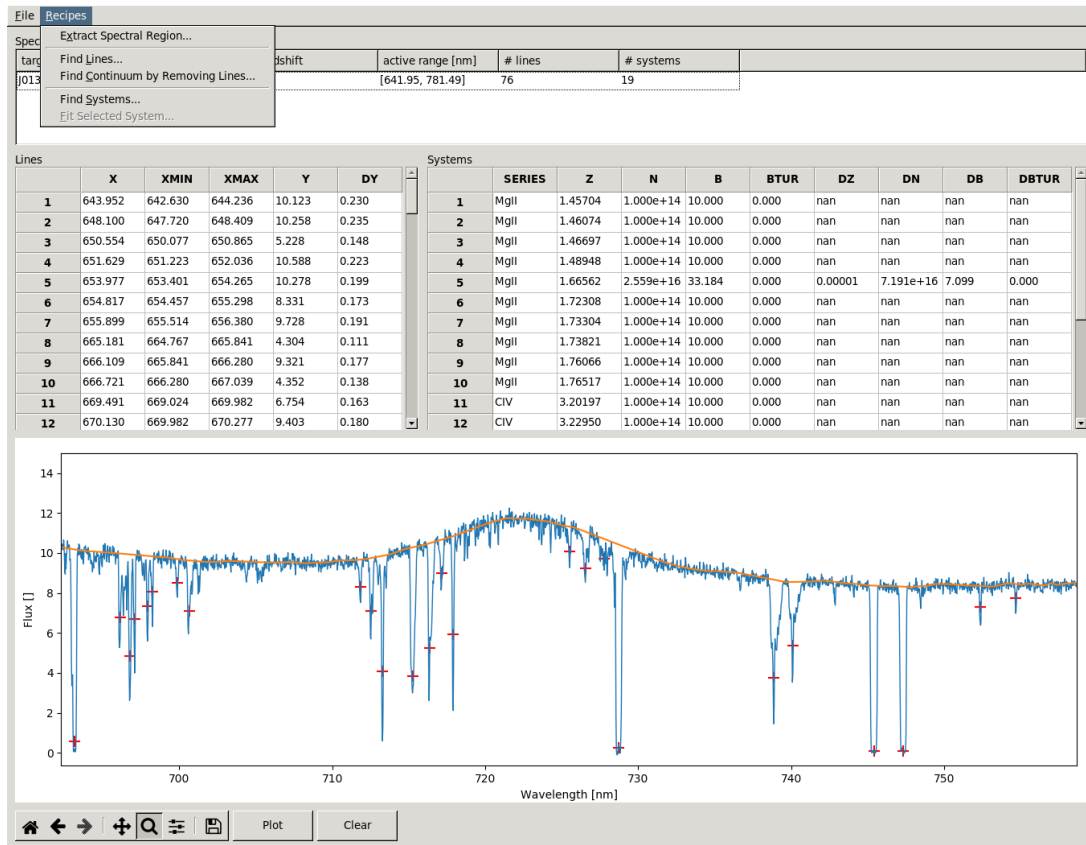 File Recipes
Extract Spectral Region...
Find Lines...
Find Continuum by Removing Lines...
Find Systems...
Fit Selected System...
active range [nm] # lines # systems
[641.95, 781.49] 76 19
Lines
X XMIN XMAX Y DY
1 643.952 642.630 644.236 10.123 0.230
2 648.100 647.720 648.409 10.258 0.235
3 650.554 650.077 650.865 5.228 0.148
4 651.629 651.223 652.036 10.588 0.223
5 653.977 653.401 654.265 10.278 0.199
6 654.817 654.457 655.298 8.331 0.173
7 655.899 655.514 656.380 9.728 0.191
8 665.181 664.767 665.841 4.304 0.111
9 666.109 665.841 666.280 9.321 0.177
10 666.721 666.280 667.039 4.352 0.138
11 669.491 669.024 669.982 6.754 0.163
12 670.130 669.982 670.277 9.403 0.180
Systems
SERIES Z N B BTUR DZ DN DB DBTUR
1 MgII 1.45704 1.000e+14 10.000 0.000 nan nan nan nan
2 MgII 1.46074 1.000e+14 10.000 0.000 nan nan nan nan
3 MgII 1.46697 1.000e+14 10.000 0.000 nan nan nan nan
4 MgII 1.48948 1.000e+14 10.000 0.000 nan nan nan nan
5 MgII 1.66562 2.559e+16 33.184 0.000 0.00001 7.191e+16 7.099 0.000
6 MgII 1.72308 1.000e+14 10.000 0.000 nan nan nan nan
7 MgII 1.73304 1.000e+14 10.000 0.000 nan nan nan nan
8 MgII 1.73821 1.000e+14 10.000 0.000 nan nan nan nan
9 MgII 1.76066 1.000e+14 10.000 0.000 nan nan nan nan
10 MgII 1.76517 1.000e+14 10.000 0.000 nan nan nan nan
11 CIV 3.20197 1.000e+14 10.000 0.000 nan nan nan nan
12 CIV 3.22950 1.000e+14 10.000 0.000 nan nan nan nan
Flux []
14
12
10
8
6
4
2
0
700 710 720 730 740 750
Wavelength [nm]
Plot Clear